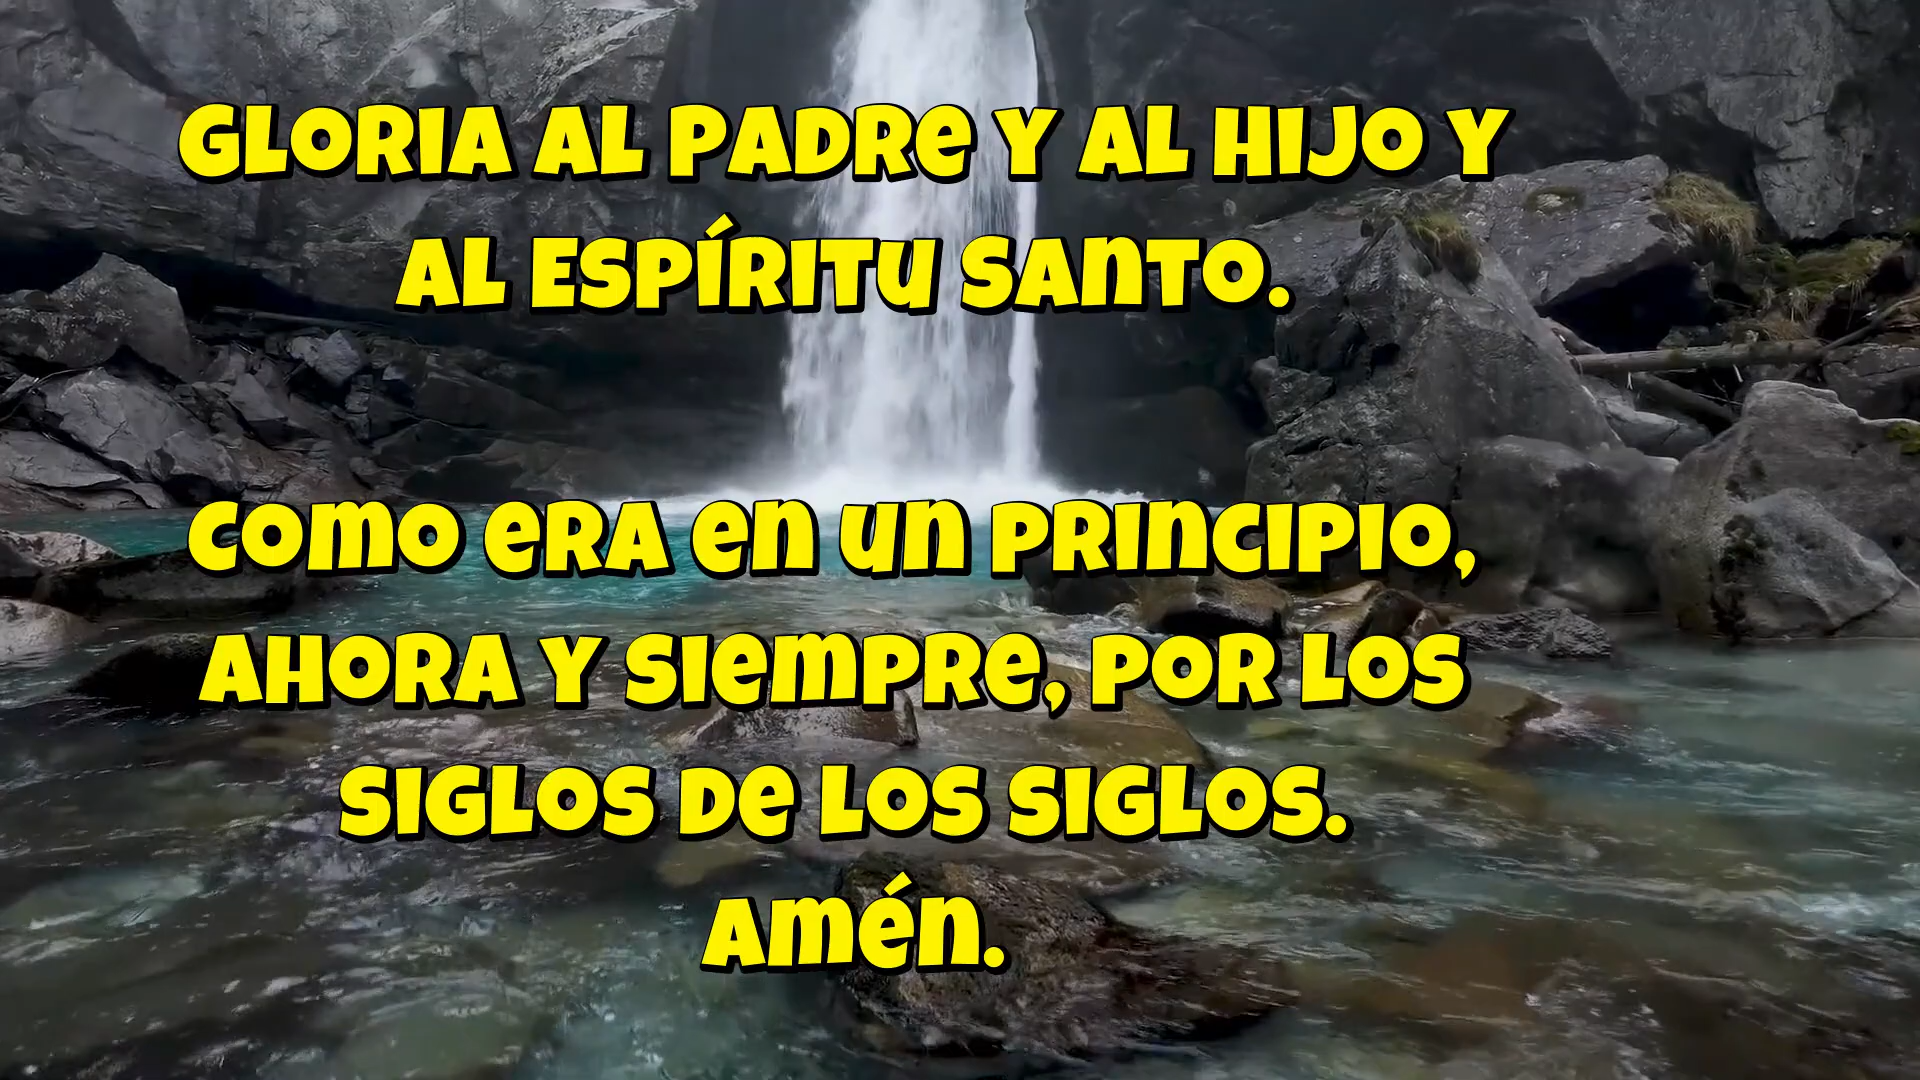 Gloria al Padre y al Hijo y
al Espíritu Santo.
Como era en un principio,
ahora y siempre, por los
siglos de los siglos.
Amén.